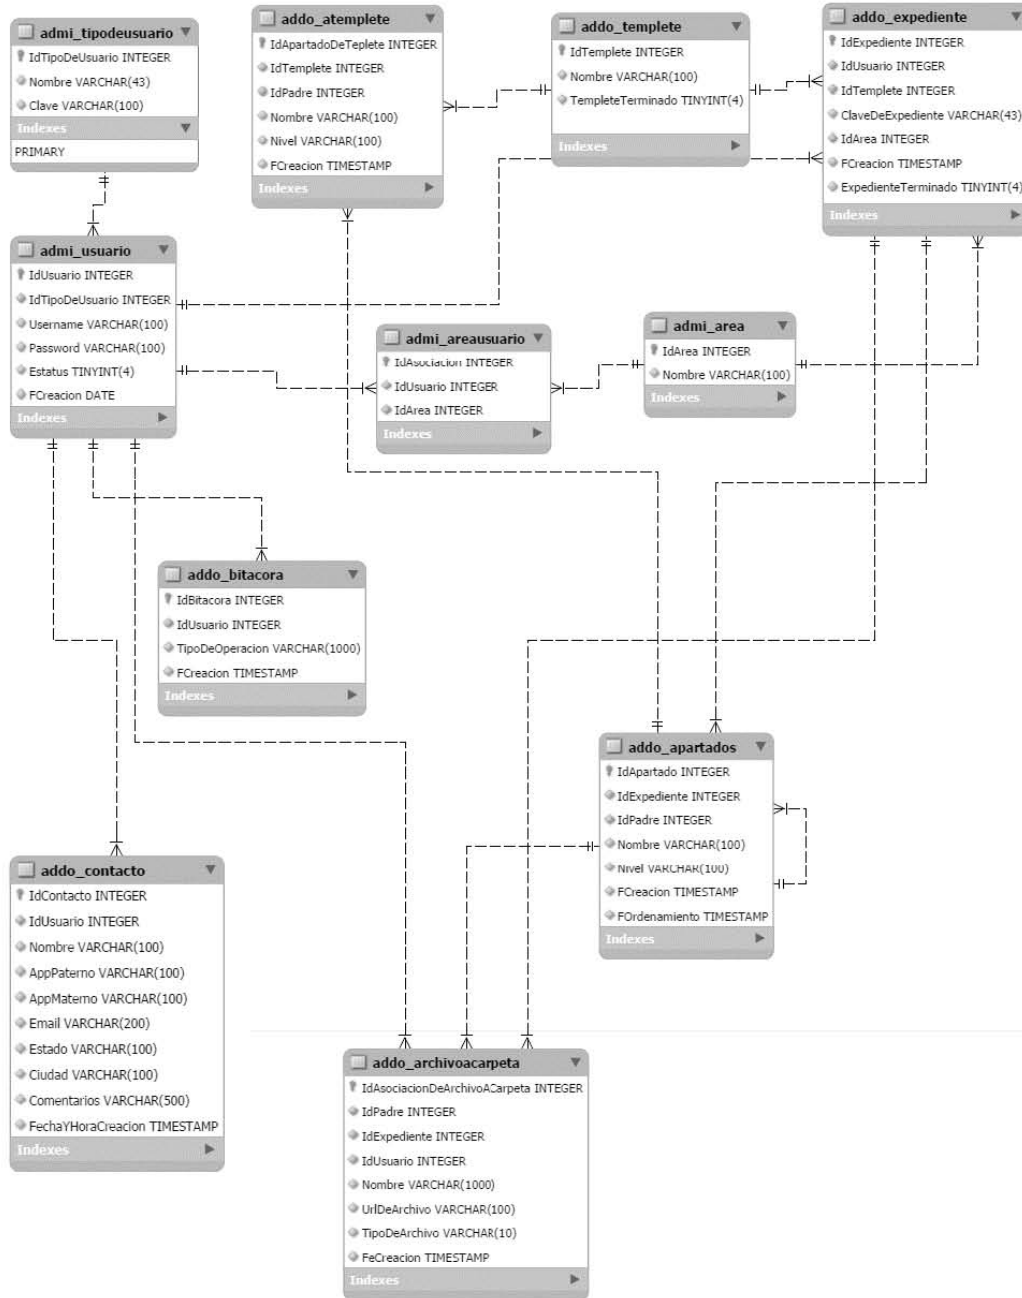 admi_tipodeusuario
IdTipoDeUsuario INTEGER
Nombre VARCHAR(43)
Clave VARCHAR(100)
Indexes
PRIMARY
addo_atemplete
IdApartadoDeTeplete INTEGER
IdTemplete INTEGER
IdPadre INTEGER
Nombre VARCHAR(100)
Nivel VARCHAR(100)
FCreacion TIMESTAMP
Indexes
addo_templete
IdTemplete INTEGER
Nombre VARCHAR(100)
TempleteTerminado TINYINT(4)
Indexes
addo_expediente
IdExpediente INTEGER
IdUsuario INTEGER
IdTemplete INTEGER
ClaveDeExpediente VARCHAR(43)
IdArea INTEGER
FCreacion TIMESTAMP
ExpedienteTerminado TINYINT(4)
Indexes
admi_usuario
IdUsuario INTEGER
IdTipoDeUsuario INTEGER
Username VARCHAR(100)
Password VARCHAR(100)
Estatus TINYINT(4)
FCreacion DATE
Indexes
admi_areausuario
IdAsociacion INTEGER
IdUsuario INTEGER
IdArea INTEGER
Indexes
admi_area
IdArea INTEGER
Nombre VARCHAR(100)
Indexes
addo_bitacora
IdBitacora INTEGER
IdUsuario INTEGER
TipoDeOperacion VARCHAR(1000)
FCreacion TIMESTAMP
Indexes
addo_apartados
IdApartado INTEGER
IdExpediente INTEGER
IdPadre INTEGER
Nombre VARCHAR(100)
Nivel VARCHAR(100)
FCreacion TIMESTAMP
FOrdenamiento TIMESTAMP
Indexes
addo_contacto
IdContacto INTEGER
IdUsuario INTEGER
Nombre VARCHAR(100)
AppPaterno VARCHAR(100)
AppMaterno VARCHAR(100)
Email VARCHAR(200)
Estado VARCHAR(100)
Ciudad VARCHAR(100)
Comentarios VARCHAR(500)
FechaYHoraCreacion TIMESTAMP
Indexes
addo_archivoacarpeta
IdAsociacionDeArchivoACarpeta INTEGER
IdPadre INTEGER
IdExpediente INTEGER
IdUsuario INTEGER
Nombre VARCHAR(1000)
UrlDeArchivo VARCHAR(100)
TipoDeArchivo VARCHAR(10)
FeCreacion TIMESTAMP
Indexes